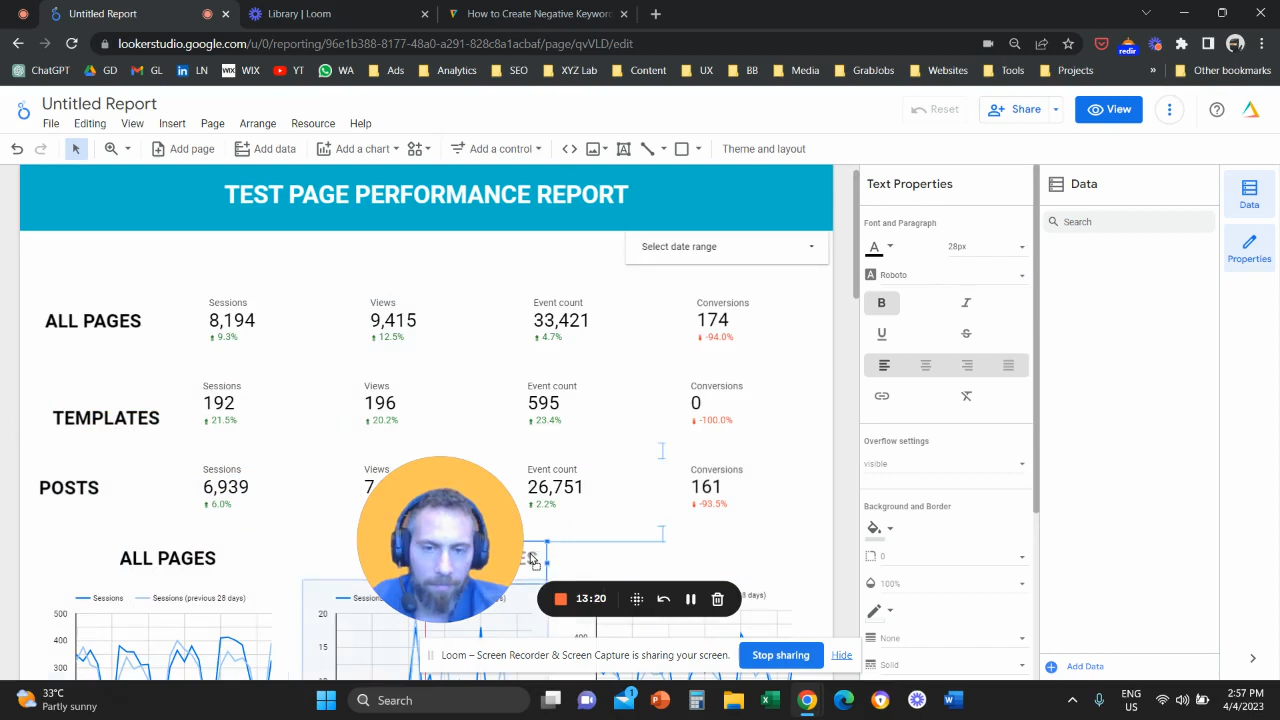 Untitled Report
Library | Loom
How to Create Negative Keyword
lookerstudio.google.com/u/0/reporting/96e1b388-8177-48a0-a291-828c8a1acbaf/page/qvVLD/edit
redir
ChatGPT GD GL LN WIX YT WA Ads Analytics SEO XYZ Lab Content UX BB Media GrabJobs Websites Tools Projects » Other bookmarks
Untitled Report
File Editing View Insert Page Arrange Resource Help
Reset Share View
Add page Add data Add a chart Add a control Theme and layout
TEST PAGE PERFORMANCE REPORT
Select date range
ALL PAGES
Sessions 8,194 9.3%
Views 9,415 12.5%
Event count 33,421 4.7%
Conversions 174 -94.0%
TEMPLATES
Sessions 192 21.5%
Views 196 20.2%
Event count 595 23.4%
Conversions 0 -100.0%
POSTS
Sessions 6,939 6.0%
Views 7
Event count 26,751 2.2%
Conversions 161 -93.5%
ALL PAGES
Sessions Sessions (previous 28 days)
500
400
300
Sess
20
15
8 days)
Text Properties
Font and Paragraph
A 28px
Roboto
B I
U S
Overflow settings
visible
Background and Border
0
100%
None
Solid
Data
Search
Add Data
Data
Properties
13:20
Loom – Screen Recorder & Screen Capture is sharing your screen. Stop sharing Hide
33°C
Partly sunny
Search
1
ENG
US
2:57 PM
4/4/2023